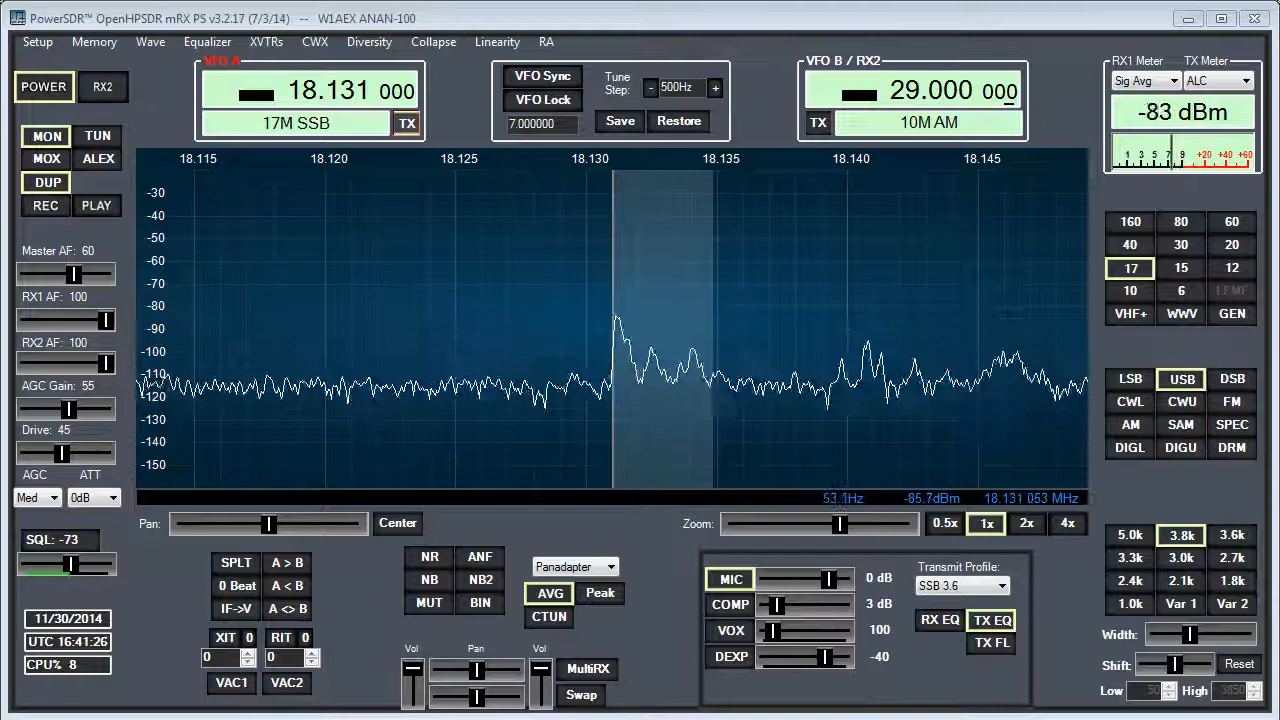 PowerSDR™ OpenHPSDR mRX PS v3.2.17 (7/3/14) -- W1AEX ANAN-100
Setup Memory Wave Equalizer XVTRs CWX Diversity Collapse Linearity RA
POWER RX2
VFO A
18.131 000
17M SSB TX
VFO Sync
VFO Lock
Tune
Step: - 500Hz +
7.000000 Save Restore
VFO B / RX2
29.000 000
TX 10M AM
RX1 Meter TX Meter
Sig Avg ALC
-83 dBm
1 3 5 7 9 +20 +40 +60
MON TUN
MOX ALEX
DUP
REC PLAY
Master AF: 60
RX1 AF: 100
RX2 AF: 100
AGC Gain: 55
Drive: 45
AGC ATT
Med 0dB
SQL: -73
11/30/2014
UTC 16:41:26
CPU% 8
18.115 18.120 18.125 18.130 18.135 18.140 18.145
-30
-40
-50
-60
-70
-80
-90
-100
-110
-120
-130
-140
-150
-85.7dBm 18.131 053 MHz
Pan: Center Zoom: 0.5x 1x 2x 4x
160 80 60
40 30 20
17 15 12
10 6
VHF+ WWV GEN
LSB USB DSB
CWL CWU FM
AM SAM SPEC
DIGL DIGU DRM
5.0k 3.8k 3.6k
3.3k 3.0k 2.7k
2.4k 2.1k 1.8k
1.0k Var 1 Var 2
Width:
Shift: Reset
Low 50 High 3850
SPLT A > B
0 Beat A < B
IF->V A <> B
XIT 0 RIT 0
0 0
VAC1 VAC2
NR ANF
NB NB2
MUT BIN
Panadapter
AVG Peak
CTUN
Vol Pan Vol
MultiRX
Swap
MIC 0 dB
COMP 3 dB
VOX 100
DEXP -40
Transmit Profile:
SSB 3.6
RX EQ TX EQ
TX FL